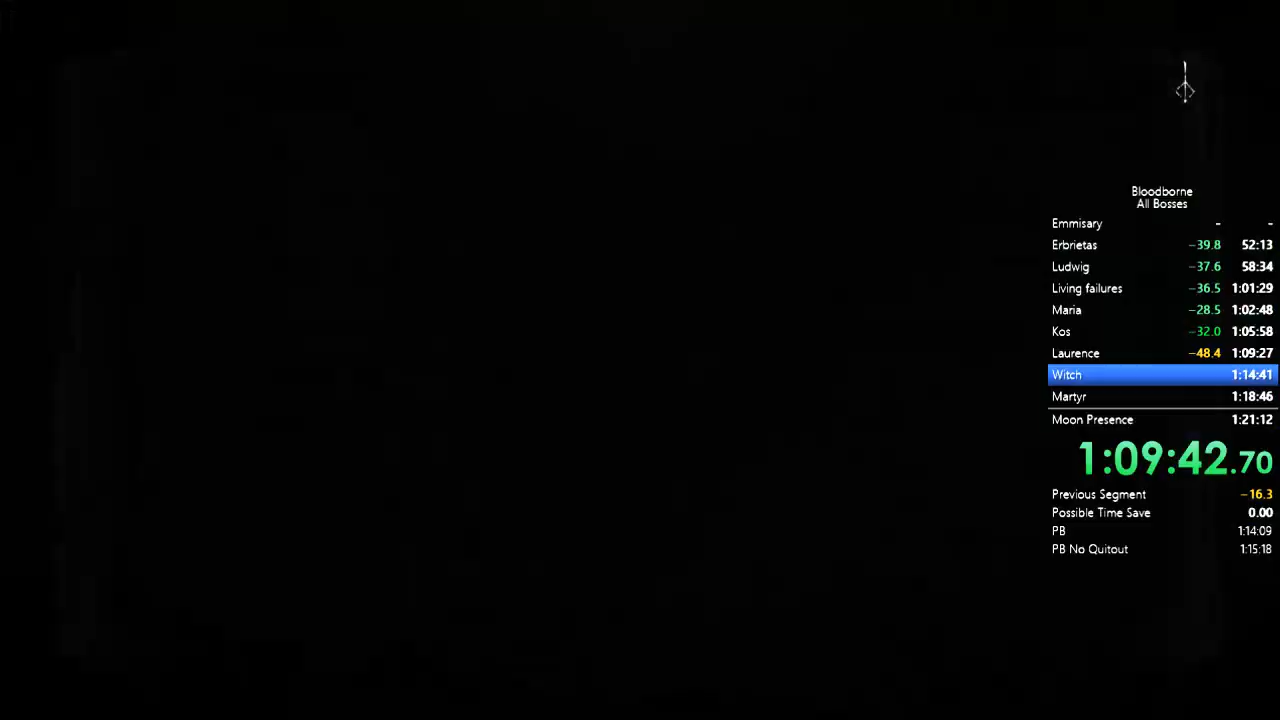 Bloodborne
All Bosses
Emmisary - -
Erbrietas -39.8 52:13
Ludwig -37.6 58:34
Living failures -36.5 1:01:29
Maria -28.5 1:02:48
Kos -32.0 1:05:58
Laurence -48.4 1:09:27
Witch 1:14:41
Martyr 1:18:46
Moon Presence 1:21:12
1:09:42.70
Previous Segment -16.3
Possible Time Save 0.00
PB 1:14:09
PB No Quitout 1:15:18